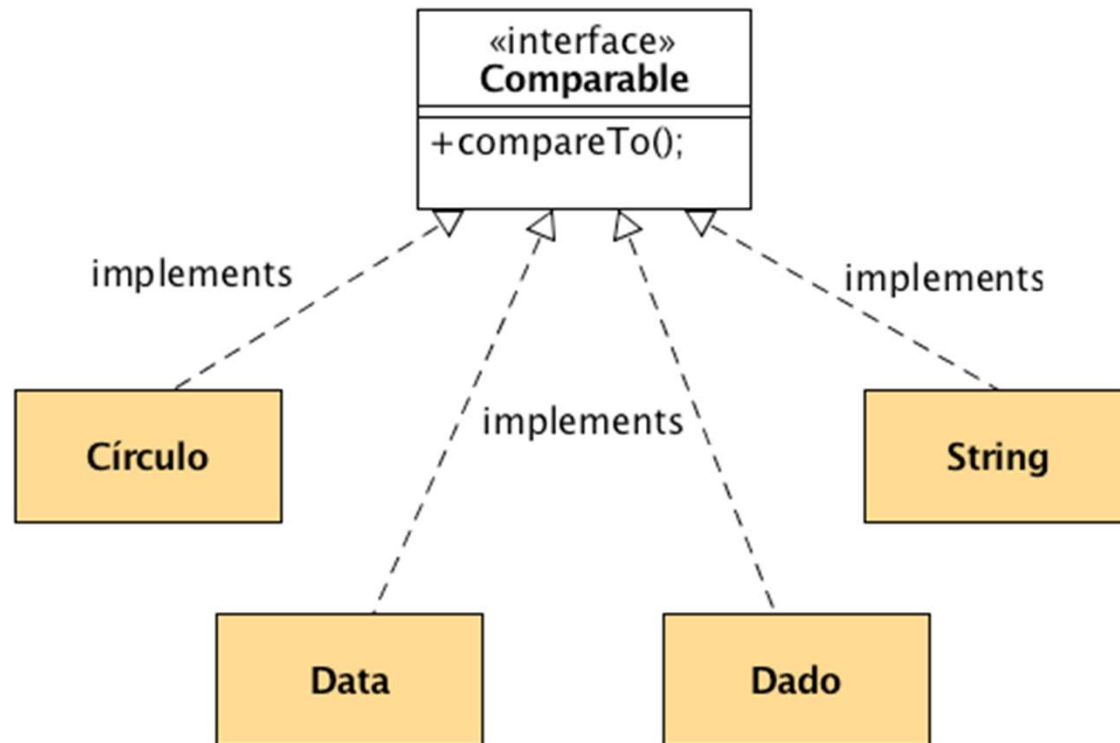 «interface»
Comparable
+compareTo();
implements
implements
implements
Círculo
String
Data
Dado